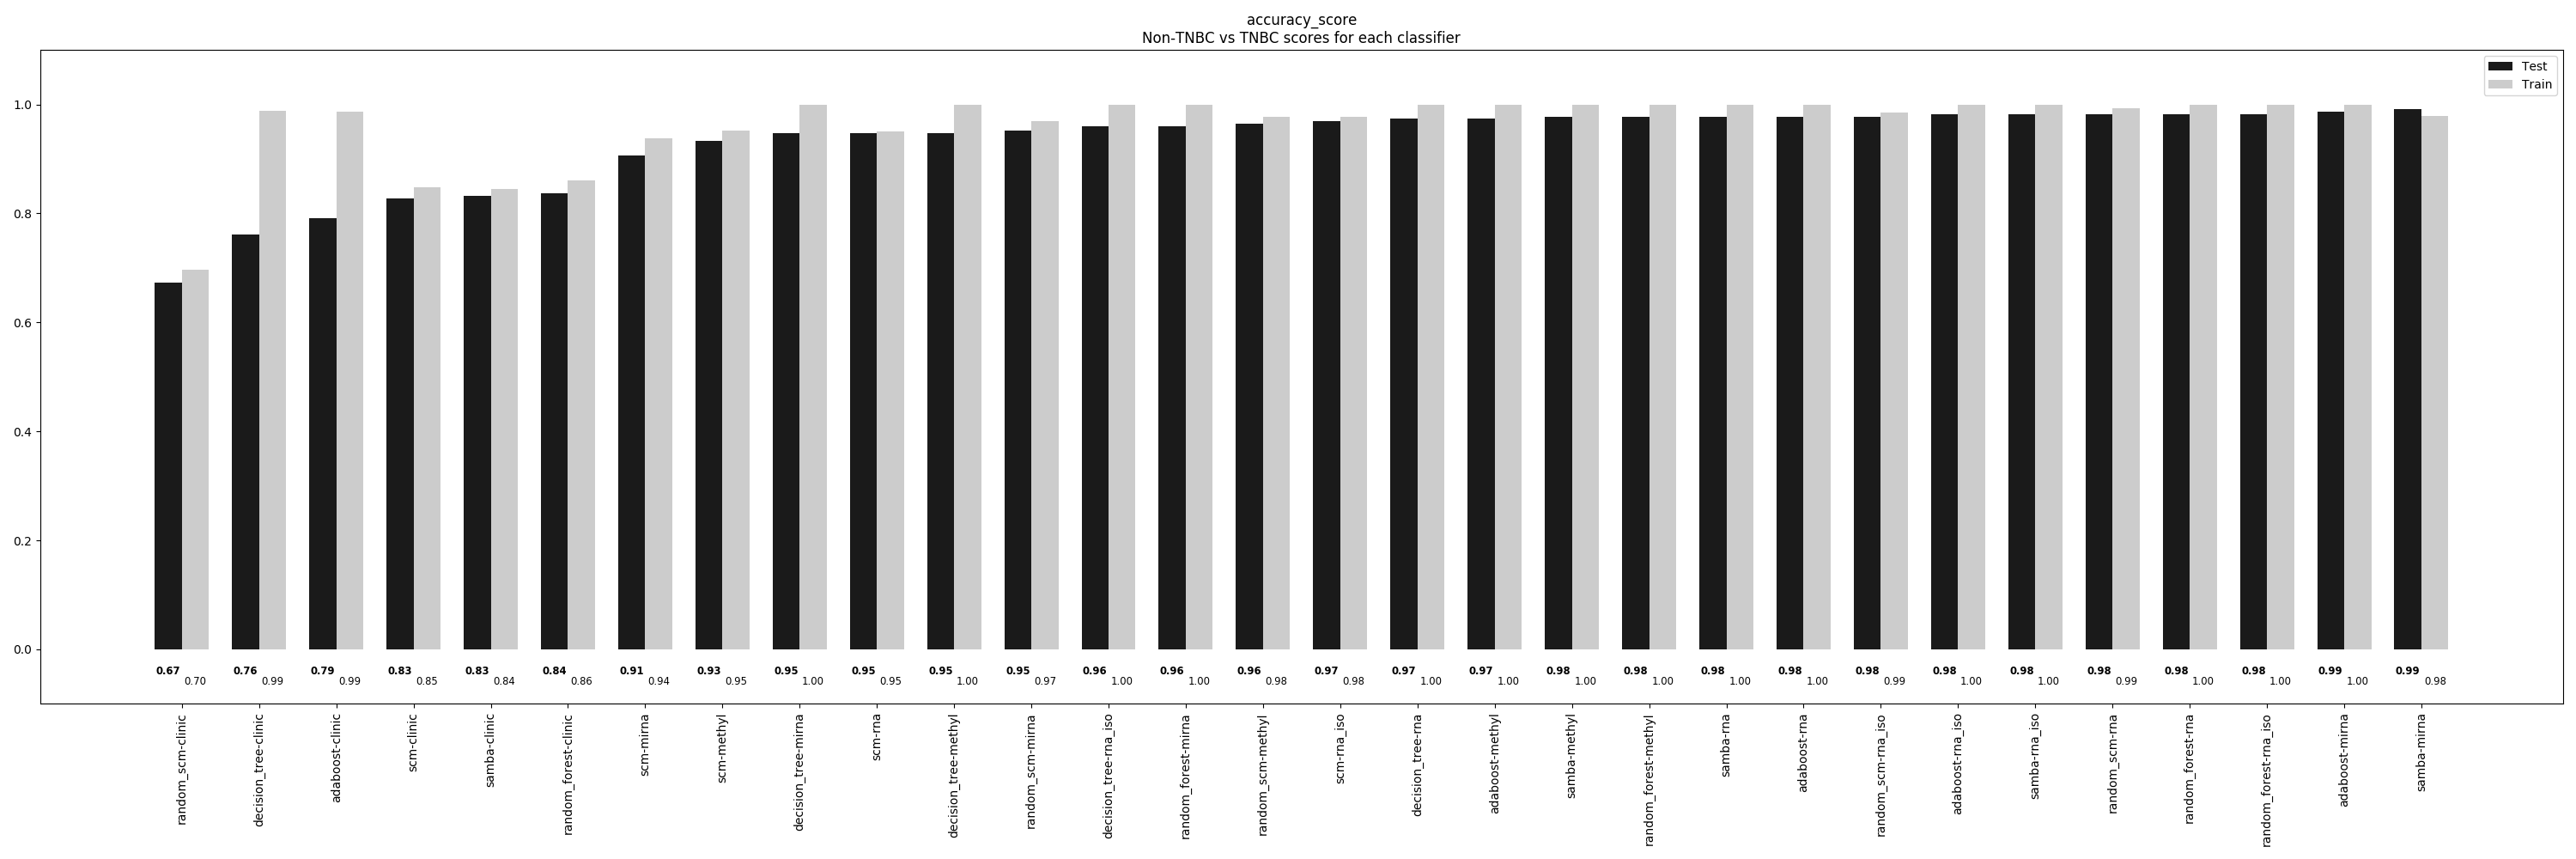 accuracy_score
Non-TNBC vs TNBC scores for each classifier
Test
Train
1.0
0.8
0.6
0.4
0.2
0.0
0.67 0.76 0.79 0.83 0.83 0.84 0.91 0.93 0.95 0.95 0.95 0.95 0.96 0.96 0.96 0.97 0.97 0.97 0.98 0.98 0.98 0.98 0.98 0.98 0.98 0.98 0.98 0.98 0.99 0.99
0.70 0.99 0.99 0.85 0.84 0.86 0.94 0.95 1.00 0.95 1.00 0.97 1.00 1.00 0.98 0.98 1.00 1.00 1.00 1.00 1.00 1.00 0.99 1.00 1.00 0.99 1.00 1.00 1.00 0.98
random_scm-clinic
decision_tree-clinic
adaboost-clinic
scm-clinic
samba-clinic
random_forest-clinic
scm-mirna
scm-methyl
decision_tree-mirna
scm-rna
decision_tree-methyl
random_scm-mirna
decision_tree-rna_iso
random_forest-mirna
random_scm-methyl
scm-rna_iso
decision_tree-rna
adaboost-methyl
samba-methyl
random_forest-methyl
samba-rna
adaboost-rna
random_scm-rna_iso
adaboost-rna_iso
samba-rna_iso
random_scm-rna
random_forest-rna
random_forest-rna_iso
adaboost-mirna
samba-mirna